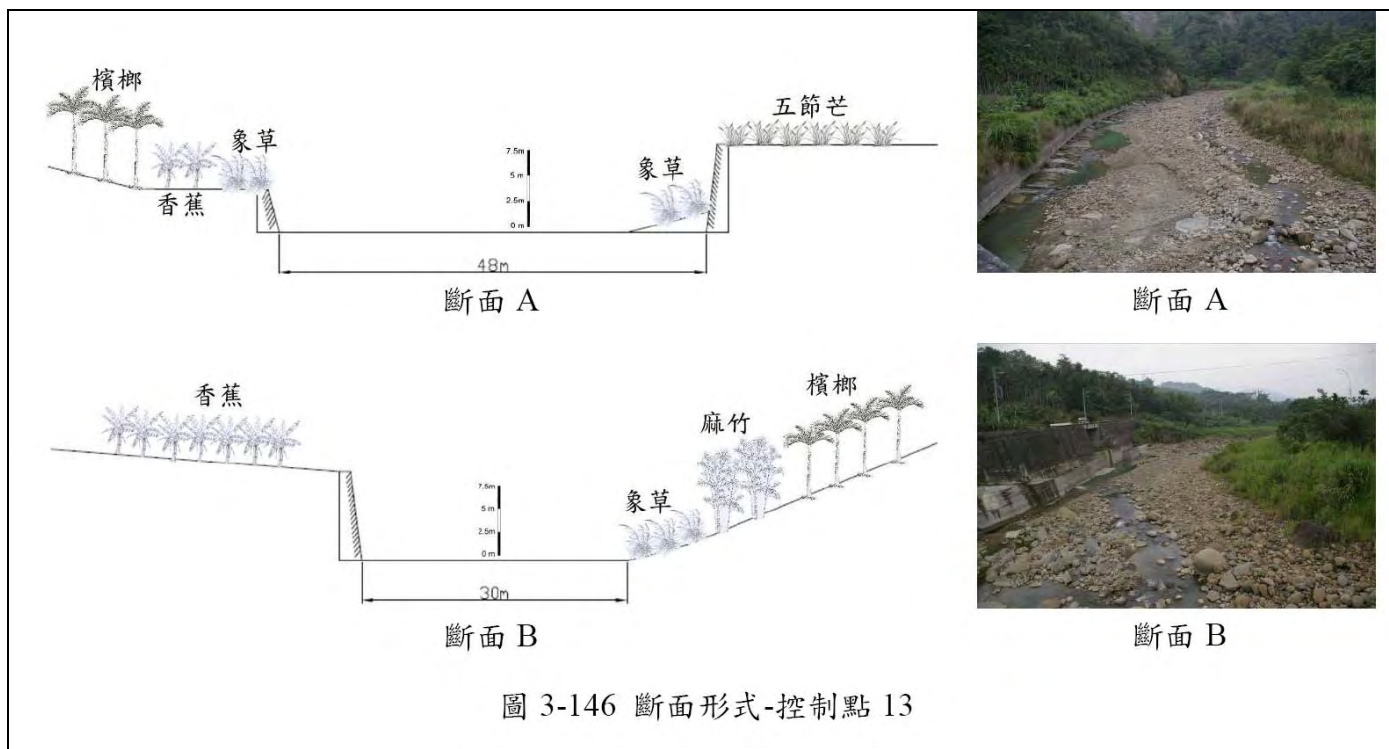 檳榔
象草
香蕉
7.5m
5 m
2.5m
0 m
象草
五節芒
48m
斷面 A
斷面 A
香蕉
7.5m
5 m
2.5m
0 m
象草
麻竹
檳榔
30m
斷面 B
斷面 B
圖 3-146 斷面形式-控制點 13